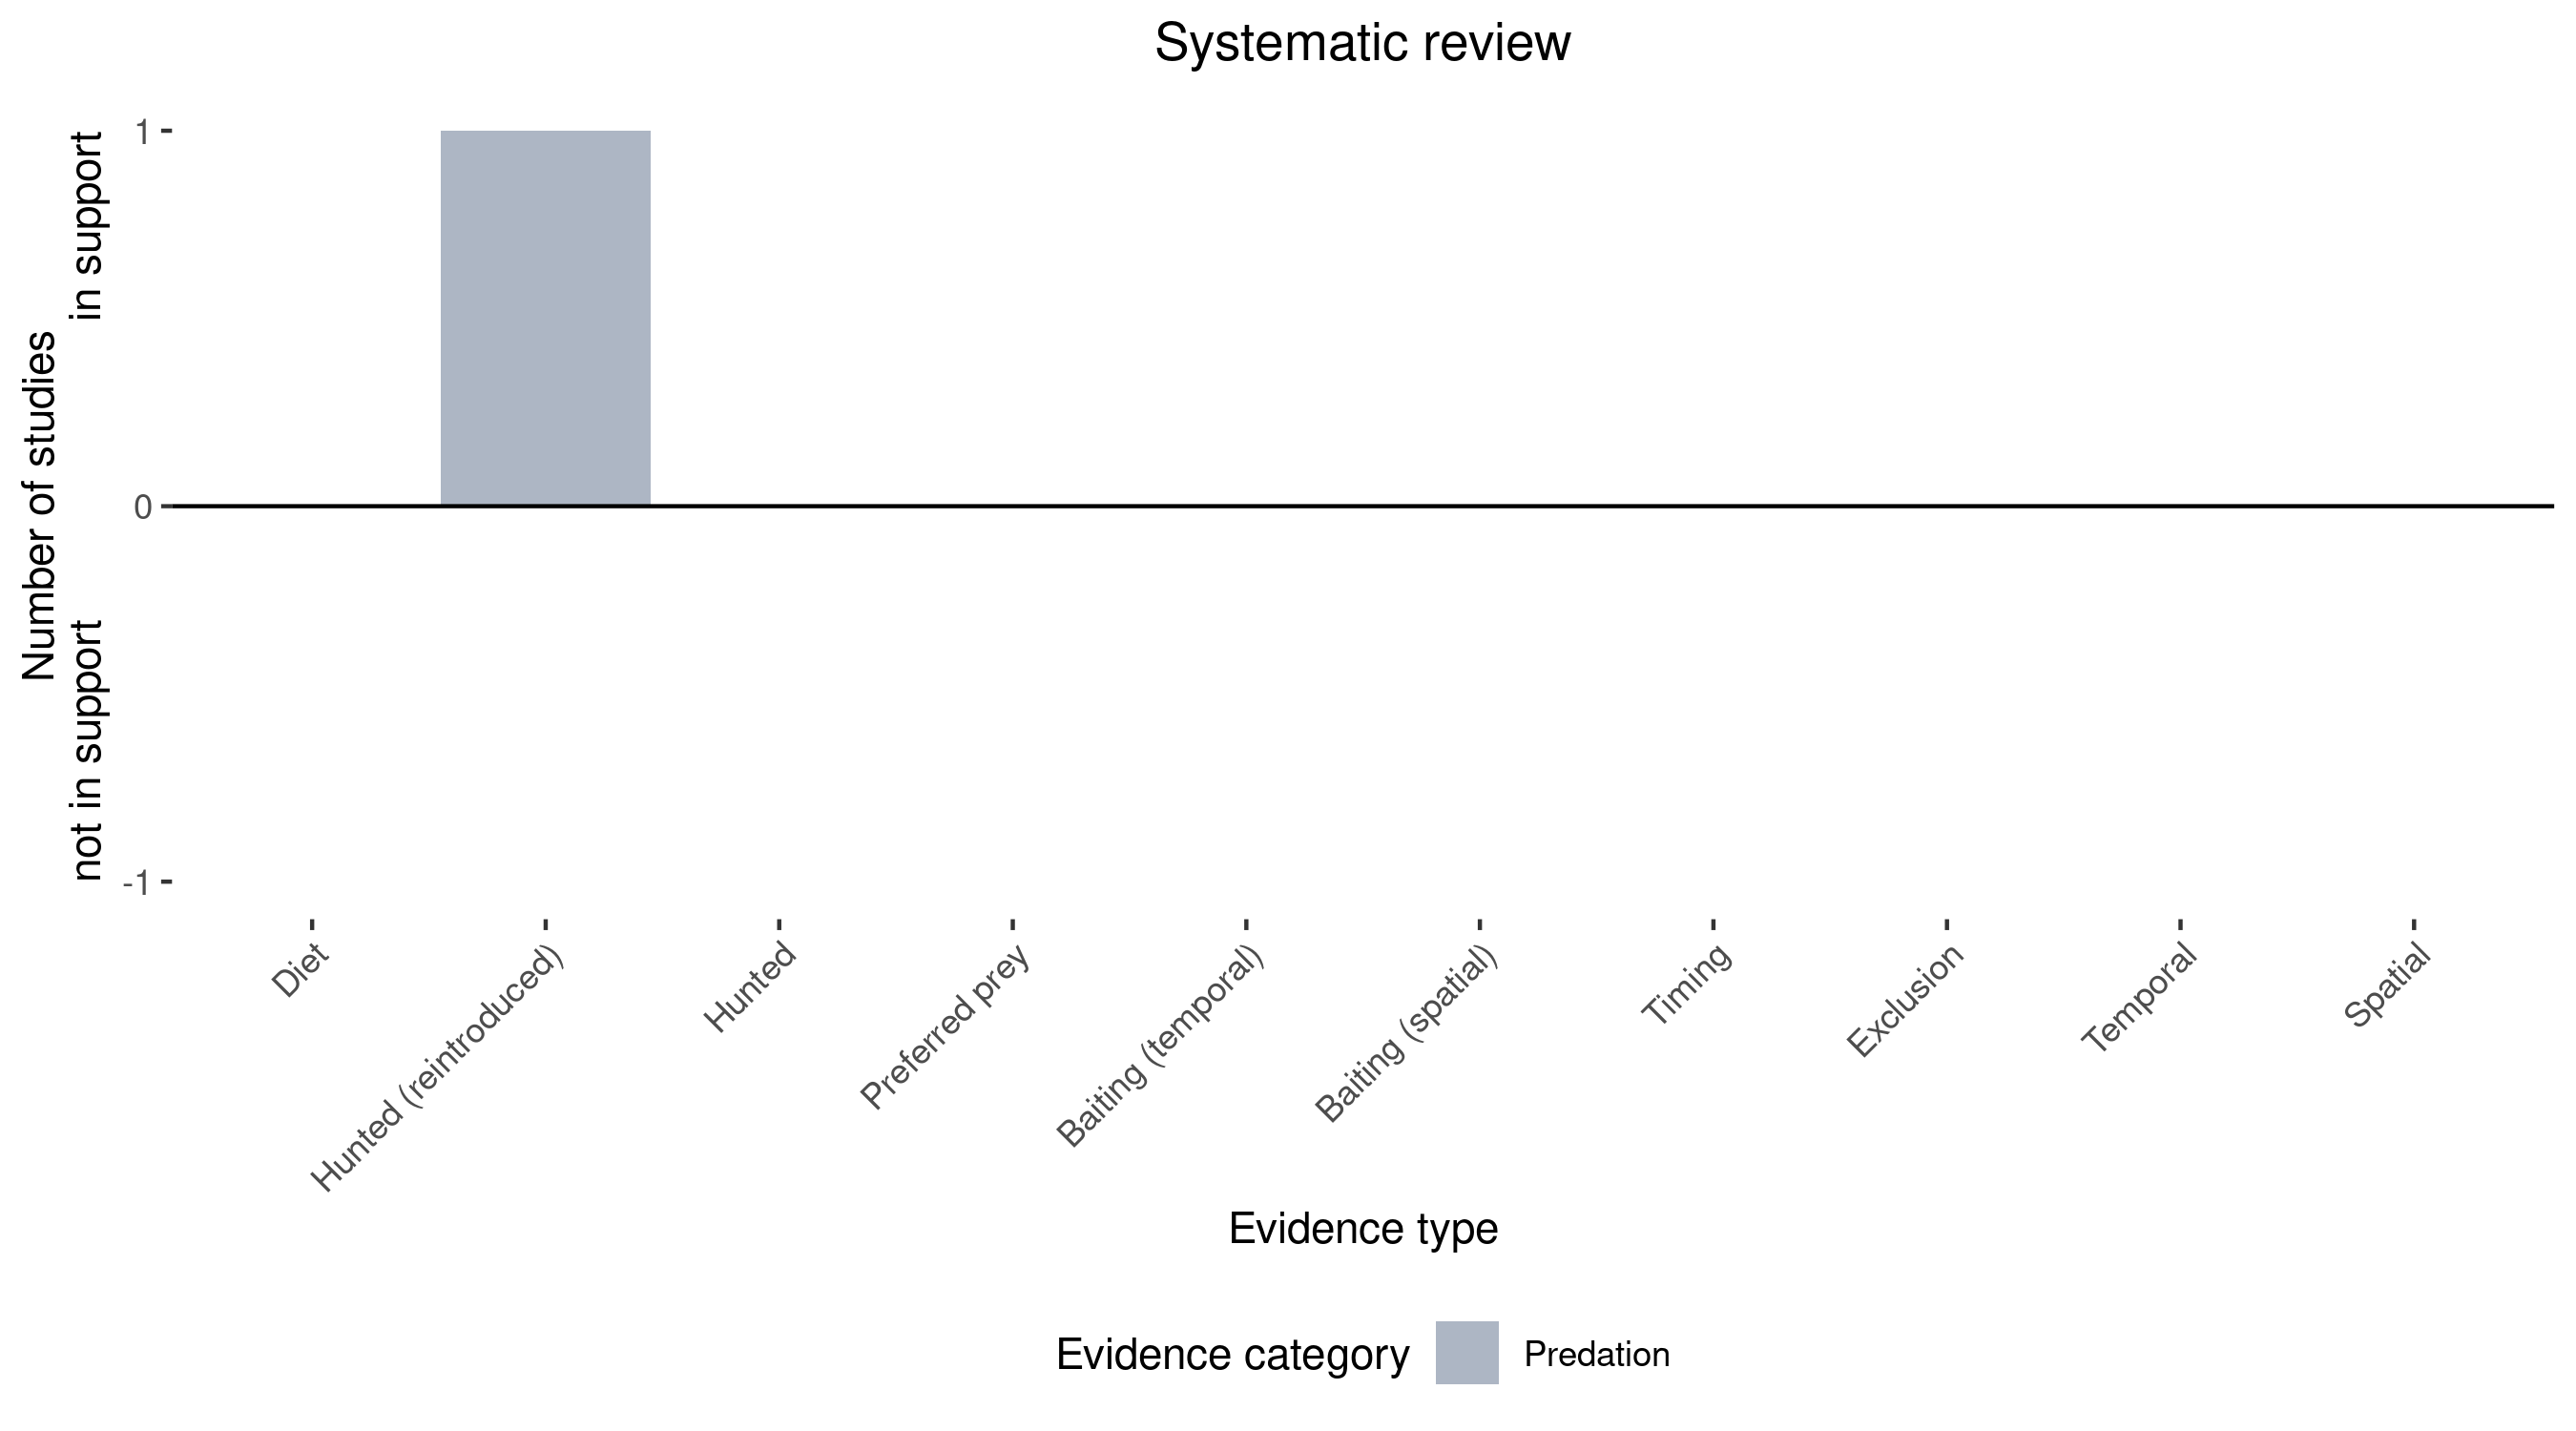 Systematic review
Number of studies
not in support in support
1
0
-1
Diet
Hunted (reintroduced)
Hunted
Preferred prey
Baiting (temporal)
Baiting (spatial)
Timing
Exclusion
Temporal
Spatial
Evidence type
Evidence category Predation